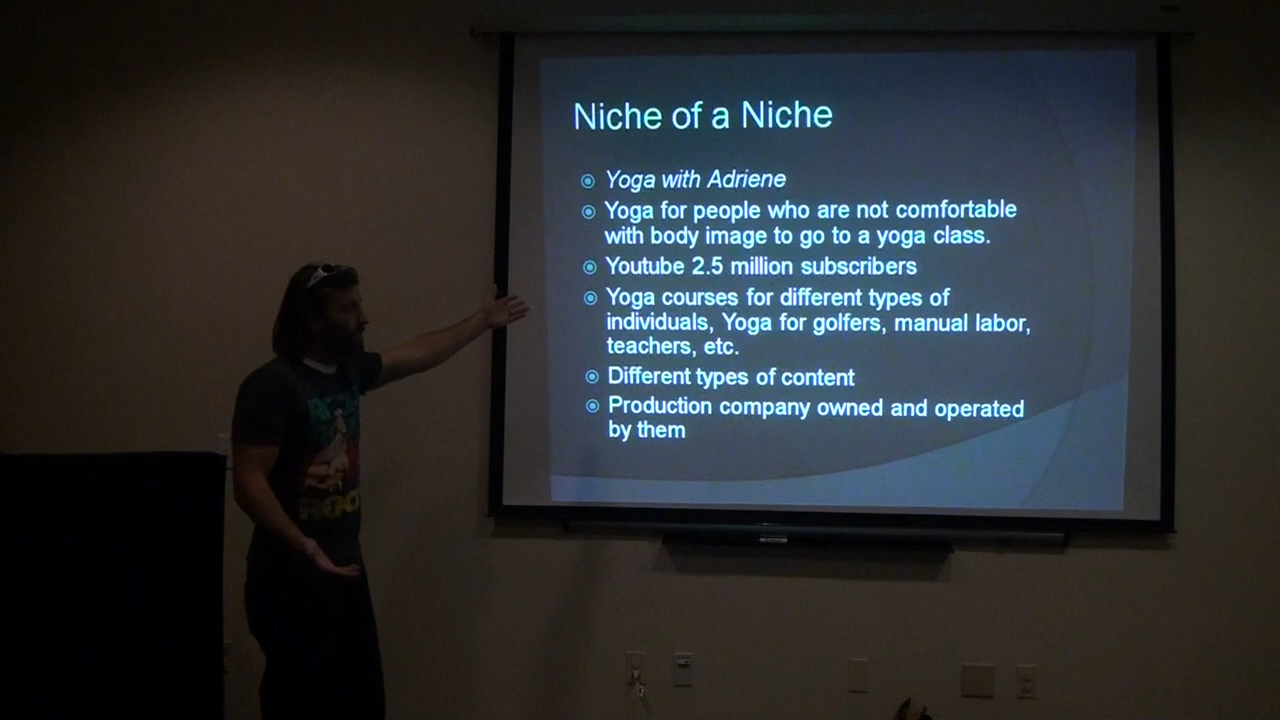 Niche of a Niche
Yoga with Adriene
Yoga for people who are not comfortable
with body image to go to a yoga class.
Youtube 2.5 million subscribers
Yoga courses for different types of
individuals, Yoga for golfers, manual labor,
teachers, etc.
Different types of content
Production company owned and operated
by them